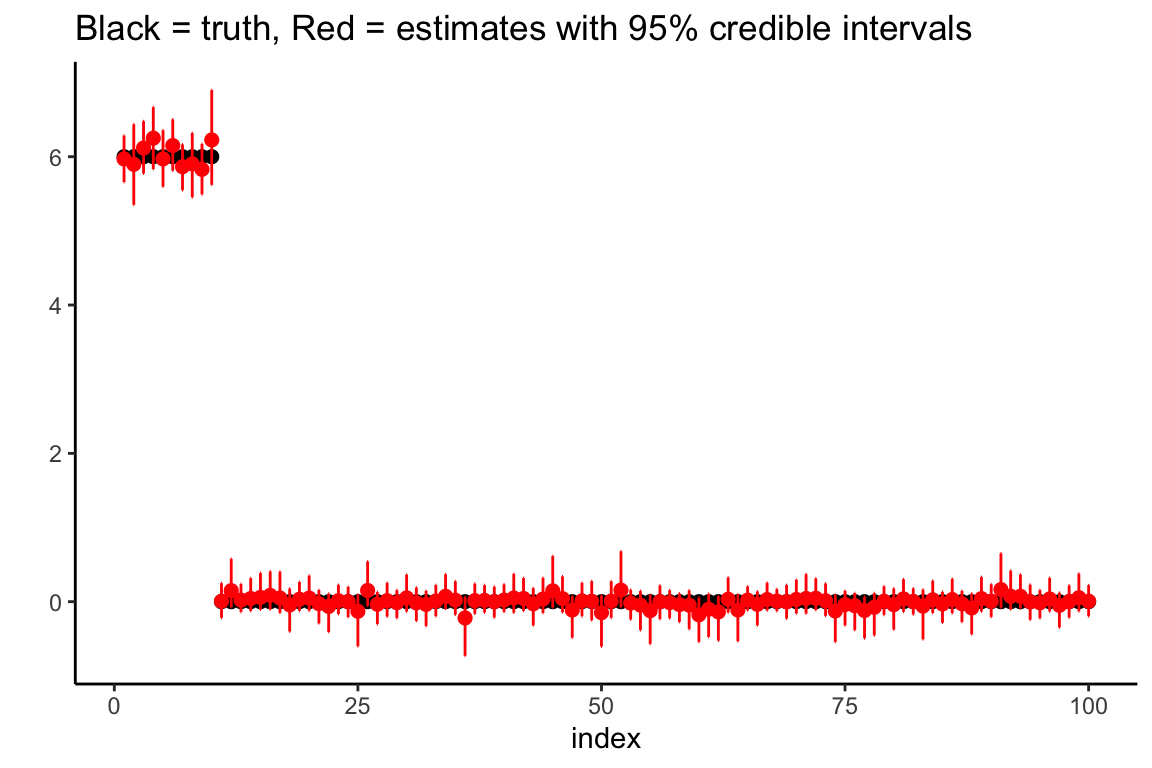 Black = truth, Red = estimates with 95% credible intervals
6
4
2
0
0 25 50 75 100
index